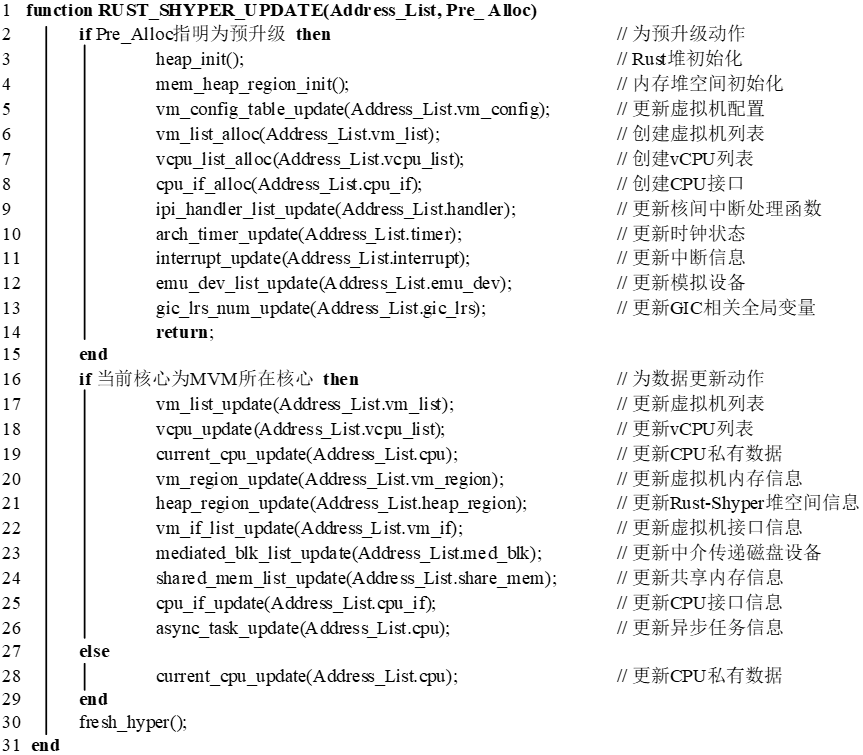 1 function RUST_SHYPER_UPDATE(Address_List, Pre_ Alloc)
2 if Pre_Alloc指明为预升级 then // 为预升级动作
3 heap_init(); // Rust堆初始化
4 mem_heap_region_init(); // 内存堆空间初始化
5 vm_config_table_update(Address_List.vm_config); // 更新虚拟机配置
6 vm_list_alloc(Address_List.vm_list); // 创建虚拟机列表
7 vcpu_list_alloc(Address_List.vcpu_list); // 创建vCPU列表
8 cpu_if_alloc(Address_List.cpu_if); // 创建CPU接口
9 ipi_handler_list_update(Address_List.handler); // 更新核间中断处理函数
10 arch_timer_update(Address_List.timer); // 更新时钟状态
11 interrupt_update(Address_List.interrupt); // 更新中断信息
12 emu_dev_list_update(Address_List.emu_dev); // 更新模拟设备
13 gic_lrs_num_update(Address_List.gic_lrs); // 更新GIC相关全局变量
14 return;
15 end
16 if 当前核心为MVM所在核心 then // 为数据更新动作
17 vm_list_update(Address_List.vm_list); // 更新虚拟机列表
18 vcpu_update(Address_List.vcpu_list); // 更新vCPU列表
19 current_cpu_update(Address_List.cpu); // 更新CPU私有数据
20 vm_region_update(Address_List.vm_region); // 更新虚拟机内存信息
21 heap_region_update(Address_List.heap_region); // 更新Rust-Shyper堆空间信息
22 vm_if_list_update(Address_List.vm_if); // 更新虚拟机接口信息
23 mediated_blk_list_update(Address_List.med_blk); // 更新中介传递磁盘设备
24 shared_mem_list_update(Address_List.share_mem); // 更新共享内存信息
25 cpu_if_update(Address_List.cpu_if); // 更新CPU接口信息
26 async_task_update(Address_List.cpu); // 更新异步任务信息
27 else
28 current_cpu_update(Address_List.cpu); // 更新CPU私有数据
29 end
30 fresh_hyper();
31 end